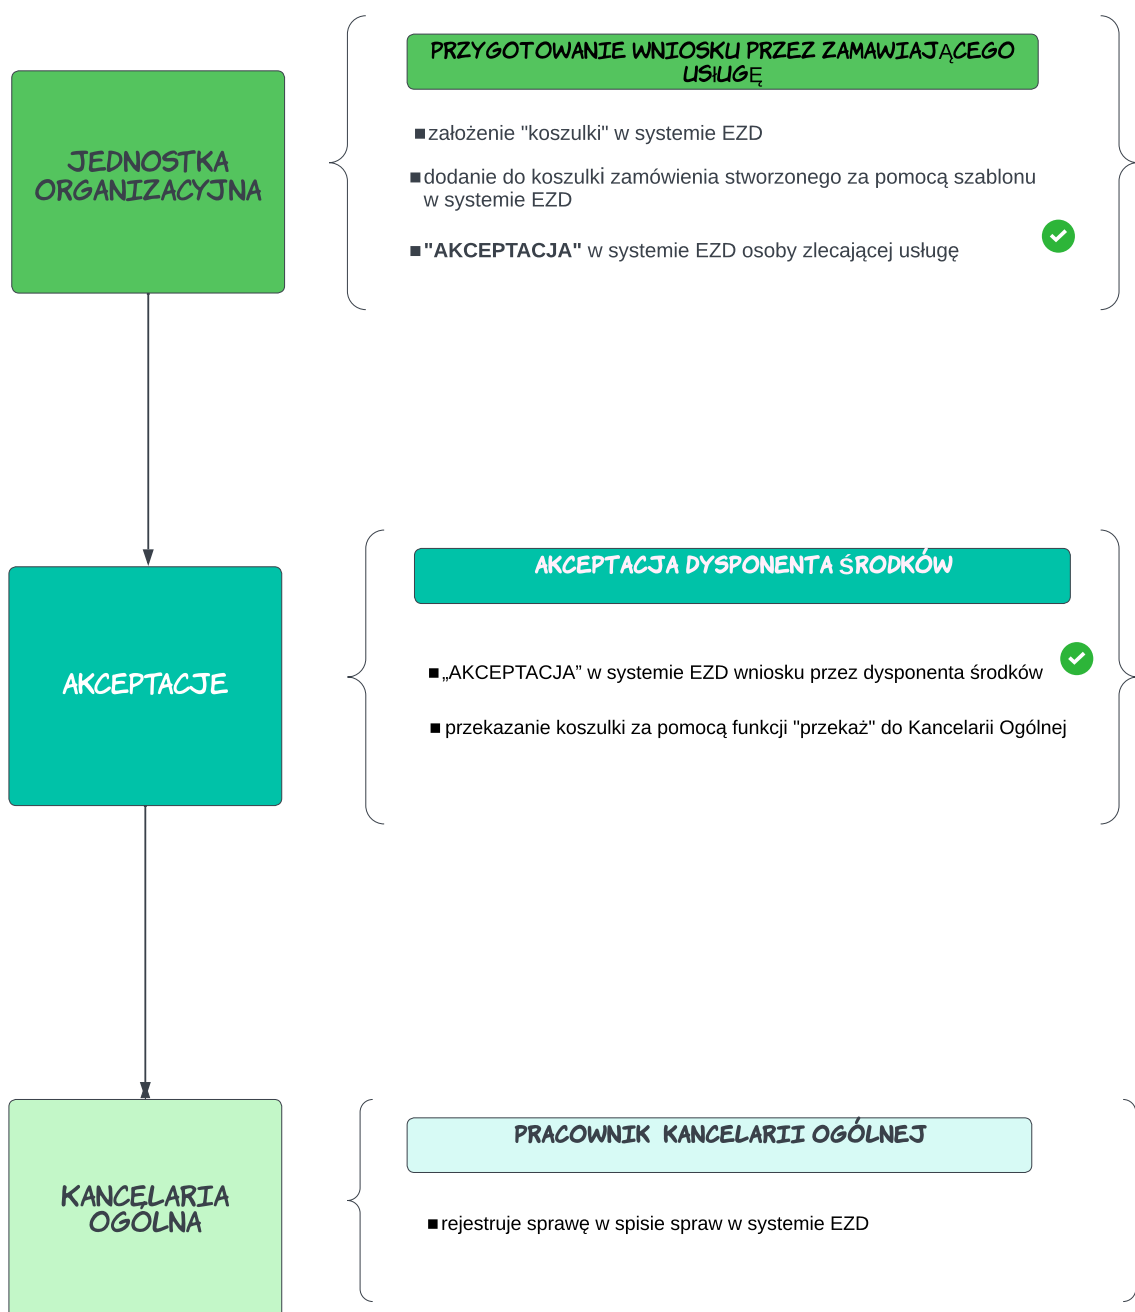 JEDNOSTKA
ORGANIZACYJNA
PRZYGOTOWANIE WNIOSKU PRZEZ ZAMAWIAJĄCEGO
USŁUGĘ
■ założenie "koszulki" w systemie EZD
■ dodanie do koszulki zamówienia stworzonego za pomocą szablonu
w systemie EZD
■ "AKCEPTACJA" w systemie EZD osoby zlecającej usługę
AKCEPTACJE
AKCEPTACJA DYSPONENTA ŚRODKÓW
■ „AKCEPTACJA” w systemie EZD wniosku przez dysponenta środków
■ przekazanie koszulki za pomocą funkcji "przekaż" do Kancelarii Ogólnej
KANCELARIA
OGÓLNA
PRACOWNIK KANCELARII OGÓLNEJ
■ rejestruje sprawę w spisie spraw w systemie EZD